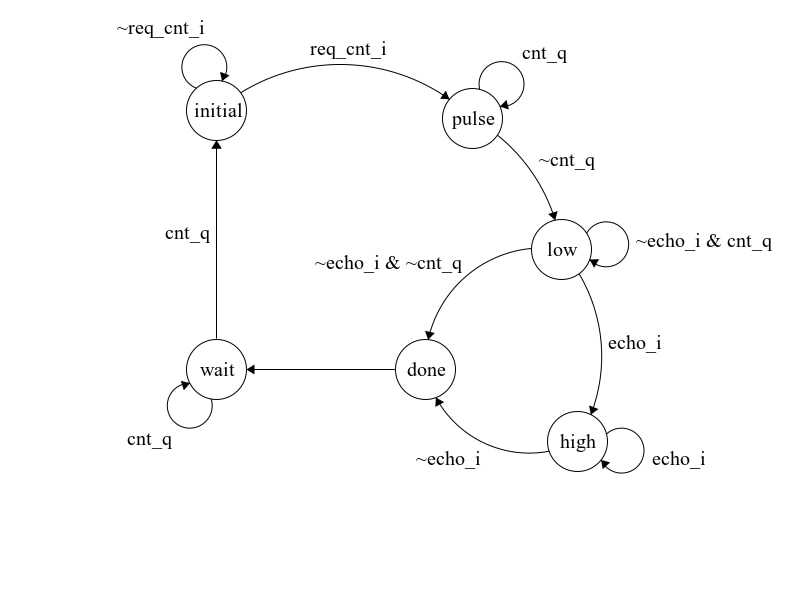 ~req_cnt_i
req_cnt_i
cnt_q
initial
pulse
~cnt_q
cnt_q
low
~echo_i & cnt_q
~echo_i & ~cnt_q
echo_i
wait
done
cnt_q
high
~echo_i
echo_i